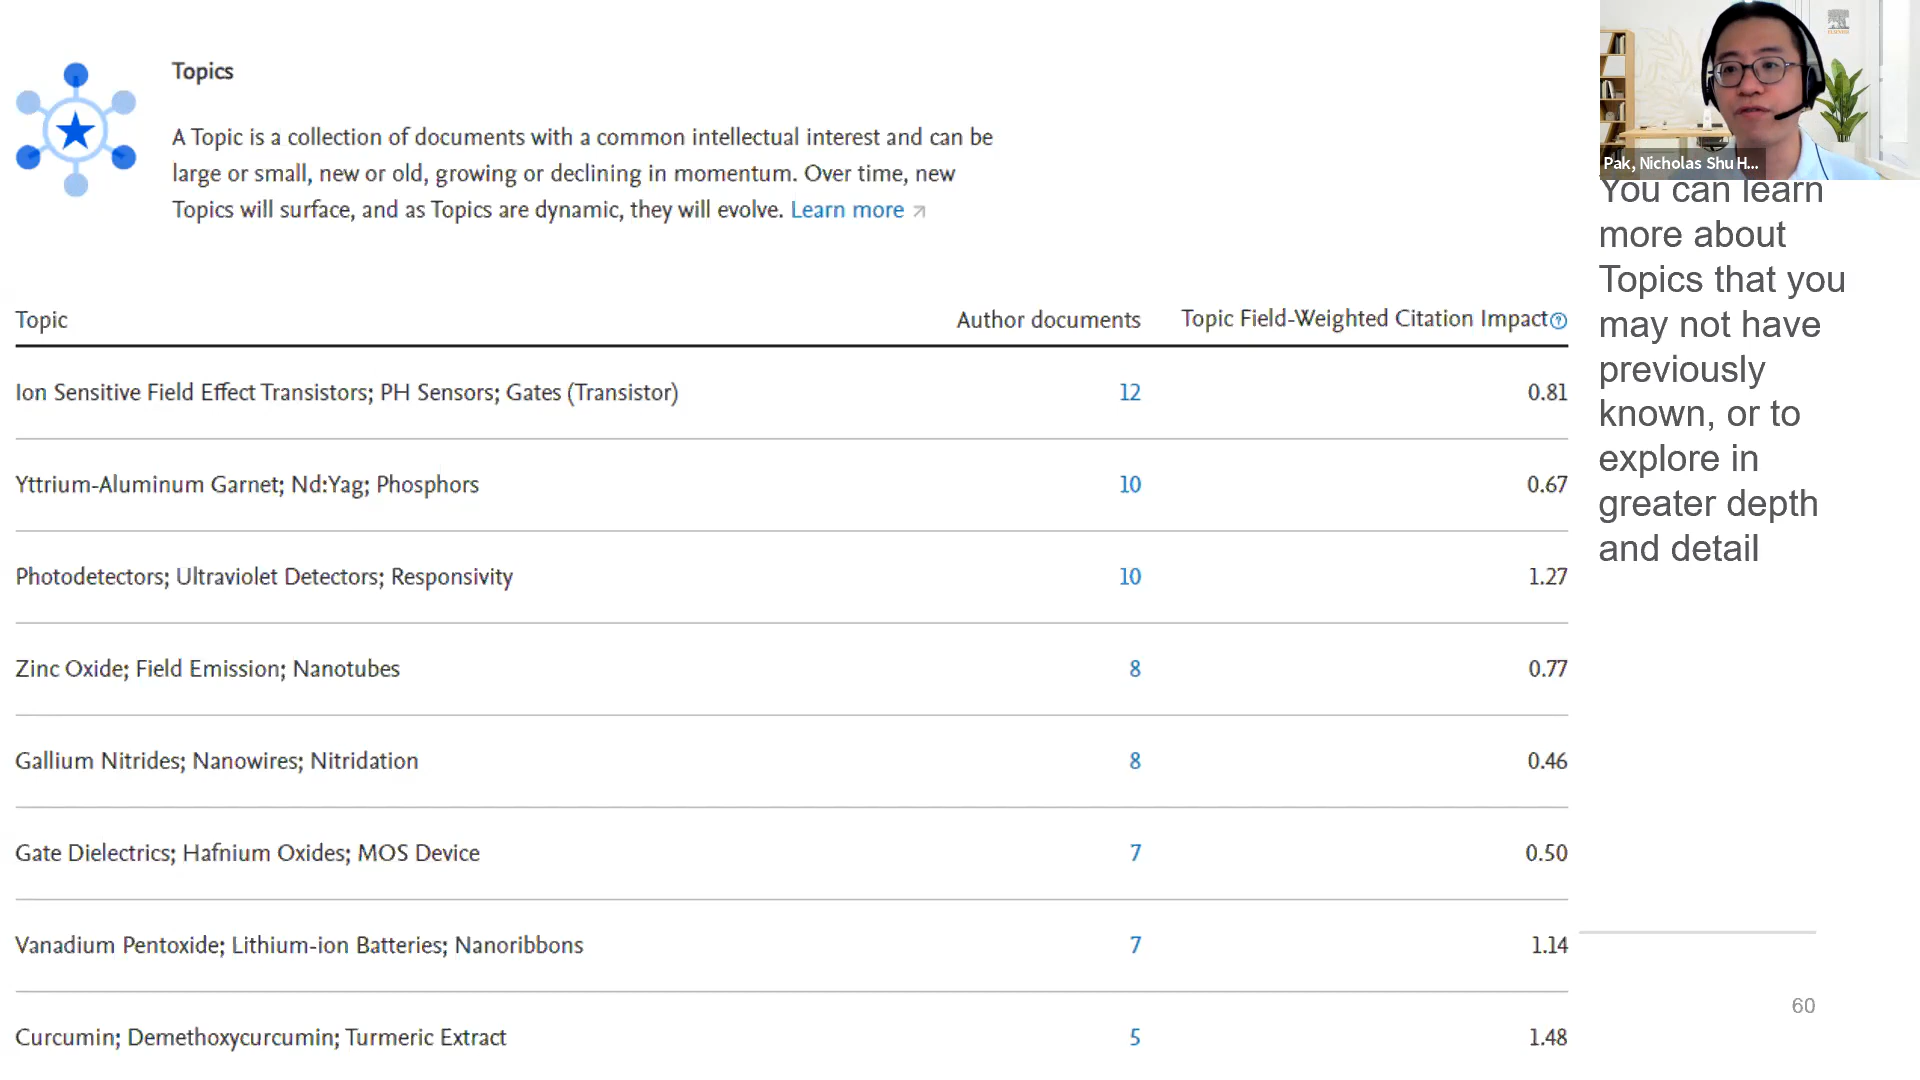 Topics
A Topic is a collection of documents with a common intellectual interest and can be
large or small, new or old, growing or declining in momentum. Over time, new
Topics will surface, and as Topics are dynamic, they will evolve. Learn more
Topic Author documents Topic Field-Weighted Citation Impact?
Ion Sensitive Field Effect Transistors; PH Sensors; Gates (Transistor) 12 0.81
Yttrium-Aluminum Garnet; Nd:Yag; Phosphors 10 0.67
Photodetectors; Ultraviolet Detectors; Responsivity 10 1.27
Zinc Oxide; Field Emission; Nanotubes 8 0.77
Gallium Nitrides; Nanowires; Nitridation 8 0.46
Gate Dielectrics; Hafnium Oxides; MOS Device 7 0.50
Vanadium Pentoxide; Lithium-ion Batteries; Nanoribbons 7 1.14
Curcumin; Demethoxycurcumin; Turmeric Extract 5 1.48
ELSEVIER
Pak, Nicholas Shu H...
You can learn
more about
Topics that you
may not have
previously
known, or to
explore in
greater depth
and detail
60